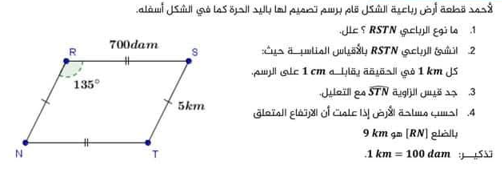 لأحمد قطعة أرض رباعية الشكل قام برسم تصميم لها باليد الحرة كما في الشكل أسفله.
1. ما نوع الرباعي RSTN ؟ علل.
2. انشئ الرباعي RSTN بالأقياس المناسبة حيث:
كل 1 km في الحقيقة يقابله 1 cm على الرسم.
3. جد قيس الزاوية STN مع التعليل.
4. احسب مساحة الأرض إذا علمت أن الارتفاع المتعلق
بالضلع [RN] هو 9 km
تذكير: 1 km = 100 dam.
R
700dam
S
135°
5km
N
T